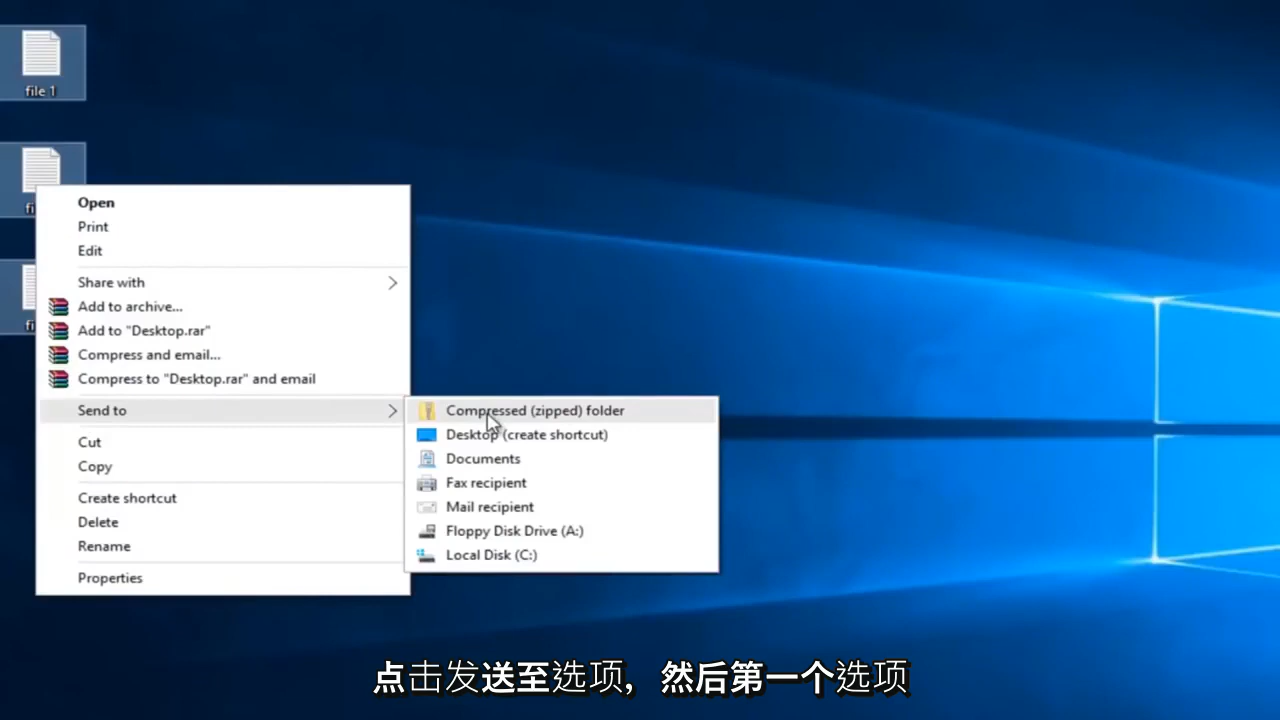 file 1
fi
fi
Open
Print
Edit
Share with
Add to archive...
Add to "Desktop.rar"
Compress and email...
Compress to "Desktop.rar" and email
Send to
Cut
Copy
Create shortcut
Delete
Rename
Properties
Compressed (zipped) folder
Desktop (create shortcut)
Documents
Fax recipient
Mail recipient
Floppy Disk Drive (A:)
Local Disk (C:)
点击发送至选项，然后第一个选项